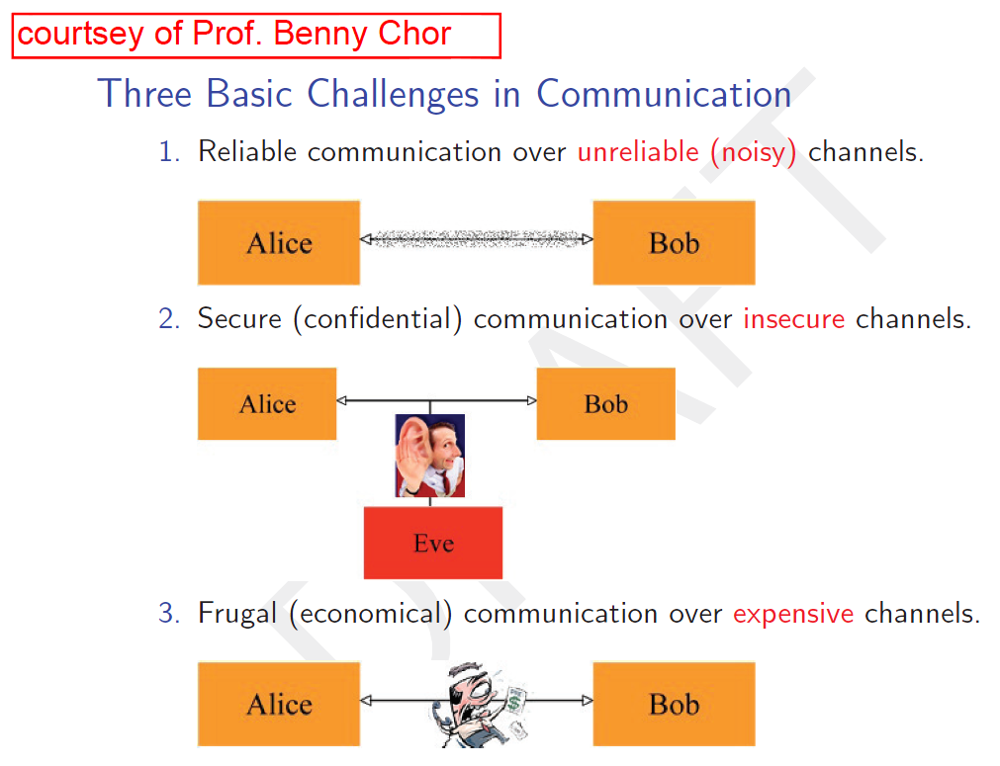 courtsey of Prof. Benny Chor
Three Basic Challenges in Communication
1. Reliable communication over unreliable (noisy) channels.
Alice
Bob
2. Secure (confidential) communication over insecure channels.
Alice
Bob
Eve
3. Frugal (economical) communication over expensive channels.
Alice
$
Bob
DRAFT